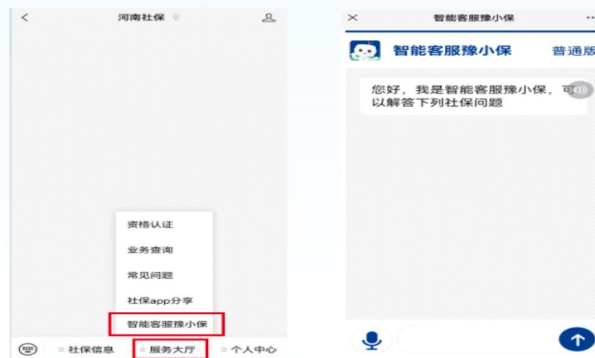 河南社保
资格认证
业务查询
常见问题
社保app分享
智能客服豫小保
社保信息
服务大厅
个人中心
智能客服豫小保
智能客服豫小保
普通版
您好，我是智能客服豫小保，可
以解答下列社保问题